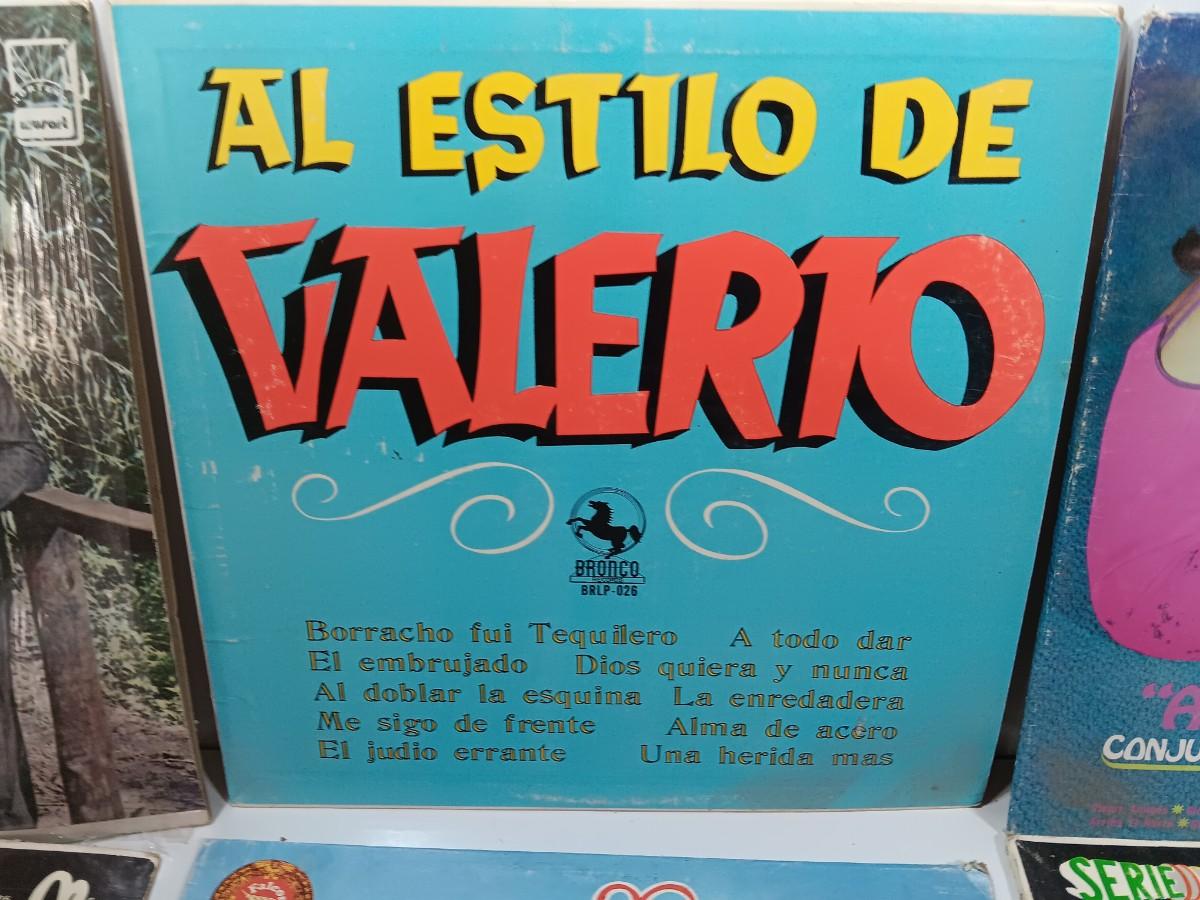 AL ESTILO DE
VALERIO
BRONCO
RECORDS
BRLP-026
Borracho fui Tequilero A todo dar
El embrujado Dios quiera y nunca
Al doblar la esquina La enredadera
Me sigo de frente Alma de acero
El judio errante Una herida mas
"A
CONJU
Falco
SERIE